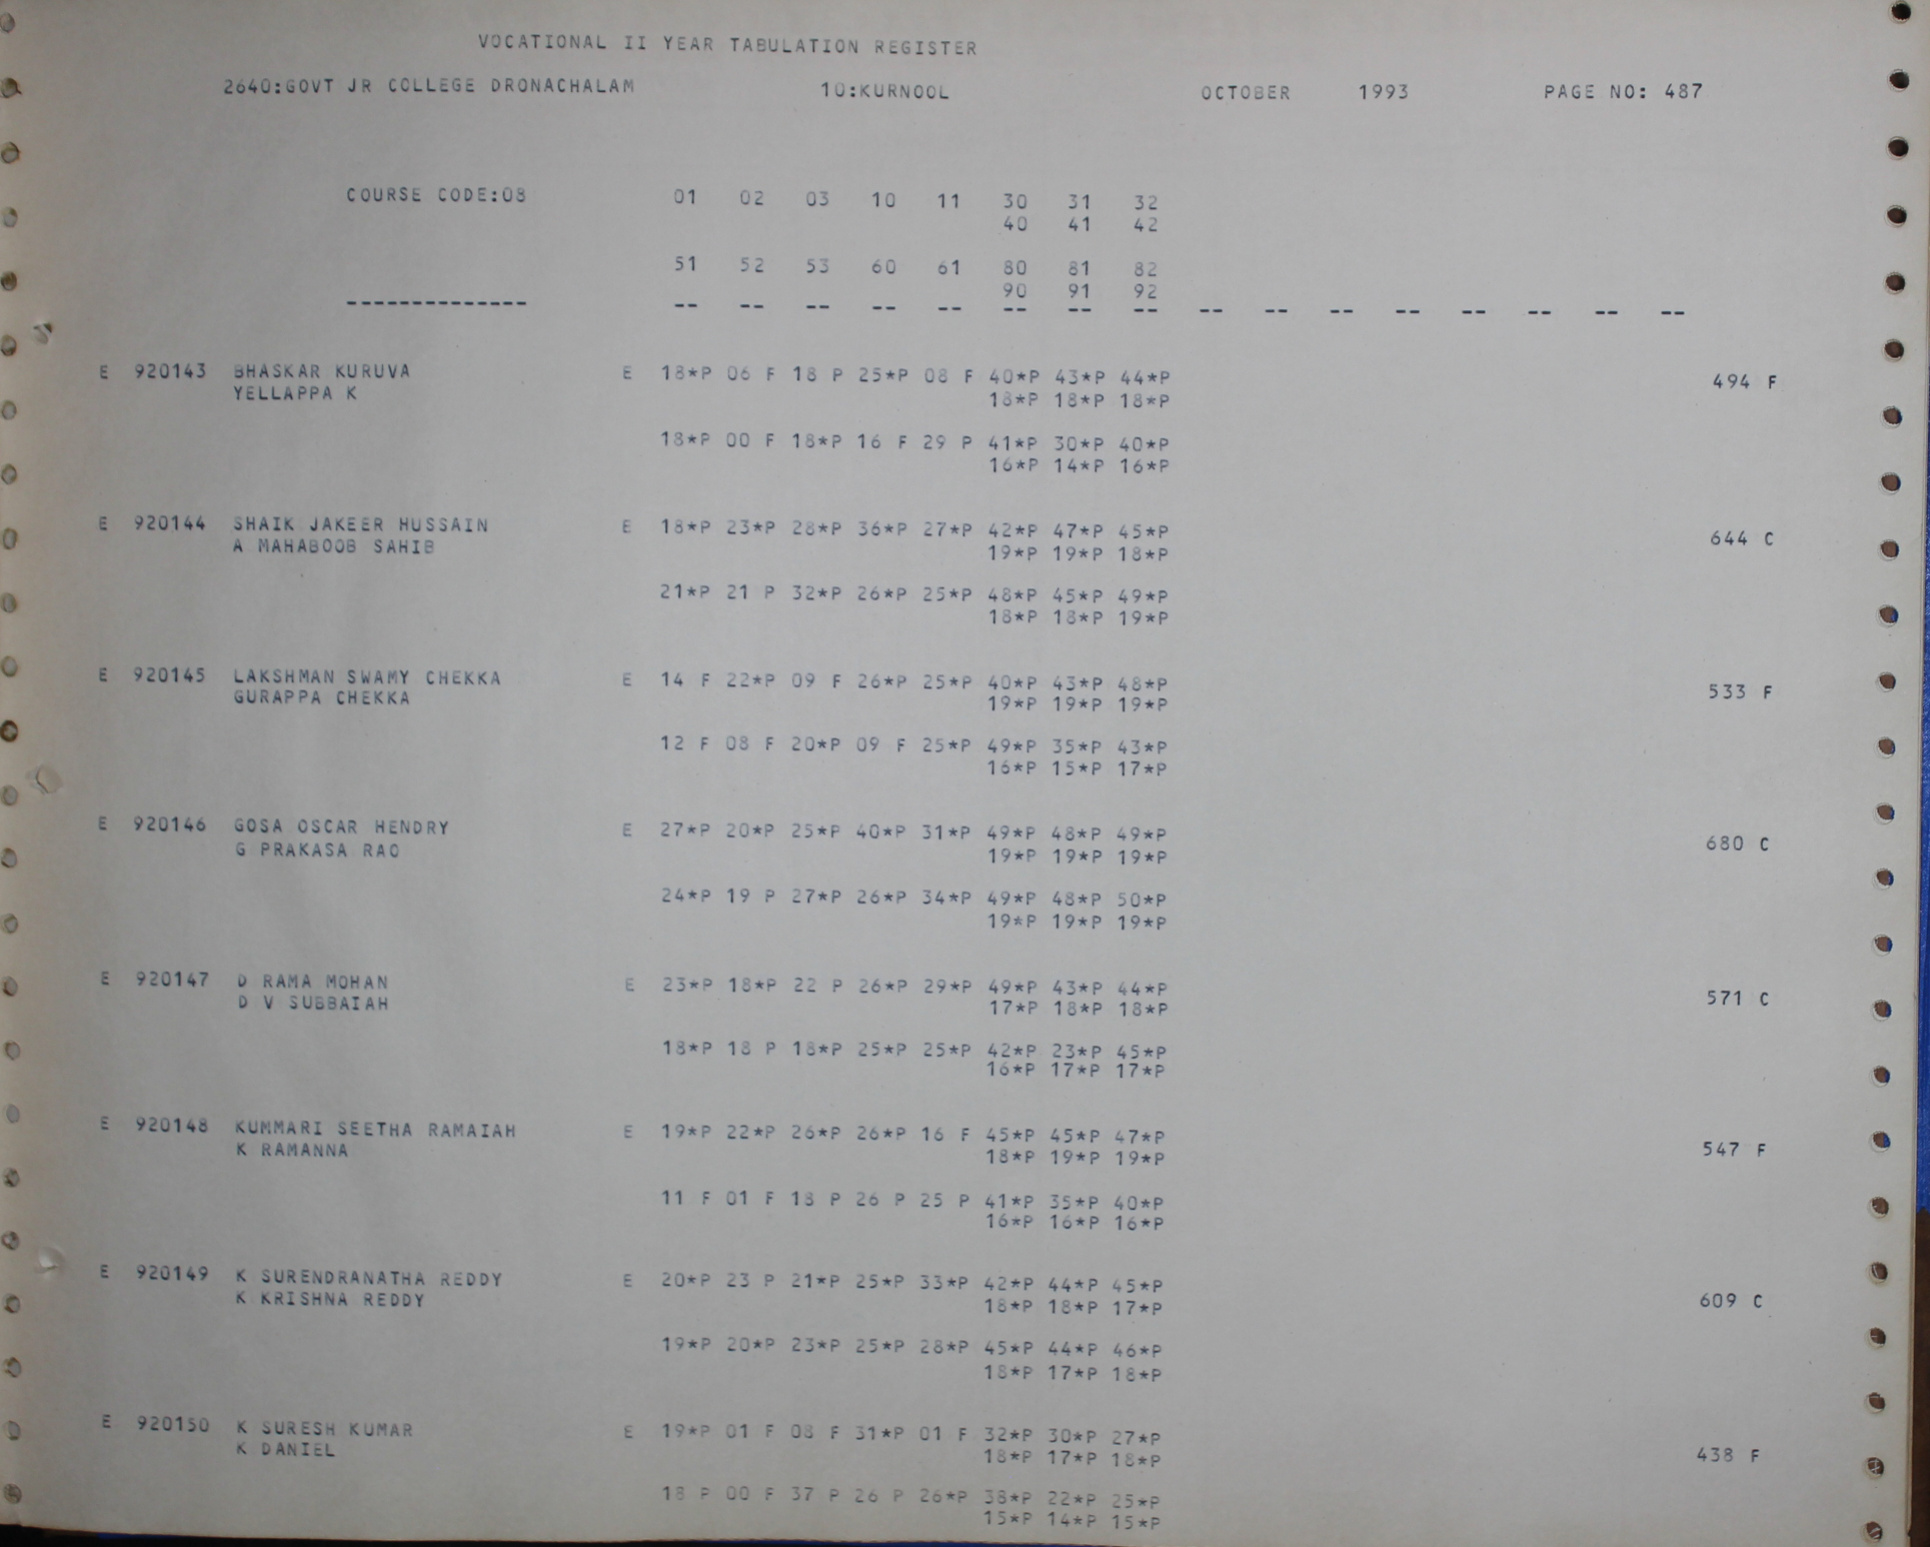 VOCATIONAL II YEAR TABULATION REGISTER
2640:GOVT JR COLLEGE DRONACHALAM 10:KURNOOL OCTOBER 1993 PAGE NO: 487
COURSE CODE:08 01 02 03 10 11 30 31 32
40 41 42
51 52 53 60 61 80 81 82
90 91 92
-------------- -- -- -- -- -- -- -- -- -- -- -- -- -- -- -- --
E 920143 BHASKAR KURUVA E 18*P 06 F 18 P 25*P 08 F 40*P 43*P 44*P 494 F
YELLAPPA K 18*P 18*P 18*P
18*P 00 F 18*P 16 F 29 P 41*P 30*P 40*P
16*P 14*P 16*P
E 920144 SHAIK JAKEER HUSSAIN E 18*P 23*P 28*P 36*P 27*P 42*P 47*P 45*P 644 C
A MAHABOOB SAHIB 19*P 19*P 18*P
21*P 21 P 32*P 26*P 25*P 48*P 45*P 49*P
18*P 18*P 19*P
E 920145 LAKSHMAN SWAMY CHEKKA E 14 F 22*P 09 F 26*P 25*P 40*P 43*P 48*P 533 F
GURAPPA CHEKKA 19*P 19*P 19*P
12 F 08 F 20*P 09 F 25*P 49*P 35*P 43*P
16*P 15*P 17*P
E 920146 GOSA OSCAR HENDRY E 27*P 20*P 25*P 40*P 31*P 49*P 48*P 49*P 680 C
G PRAKASA RAO 19*P 19*P 19*P
24*P 19 P 27*P 26*P 34*P 49*P 48*P 50*P
19*P 19*P 19*P
E 920147 D RAMA MOHAN E 23*P 18*P 22 P 26*P 29*P 49*P 43*P 44*P 571 C
D V SUBBAIAH 17*P 18*P 18*P
18*P 18 P 18*P 25*P 25*P 42*P 23*P 45*P
16*P 17*P 17*P
E 920148 KUMMARI SEETHA RAMAIAH E 19*P 22*P 26*P 26*P 16 F 45*P 45*P 47*P 547 F
K RAMANNA 18*P 19*P 19*P
11 F 01 F 18 P 26 P 25 P 41*P 35*P 40*P
16*P 16*P 16*P
E 920149 K SURENDRANATHA REDDY E 20*P 23 P 21*P 25*P 33*P 42*P 44*P 45*P 609 C
K KRISHNA REDDY 18*P 18*P 17*P
19*P 20*P 23*P 25*P 28*P 45*P 44*P 46*P
18*P 17*P 18*P
E 920150 K SURESH KUMAR E 19*P 01 F 08 F 31*P 01 F 32*P 30*P 27*P 438 F
K DANIEL 18*P 17*P 18*P
18 P 00 F 37 P 26 P 26*P 38*P 22*P 25*P
15*P 14*P 15*P